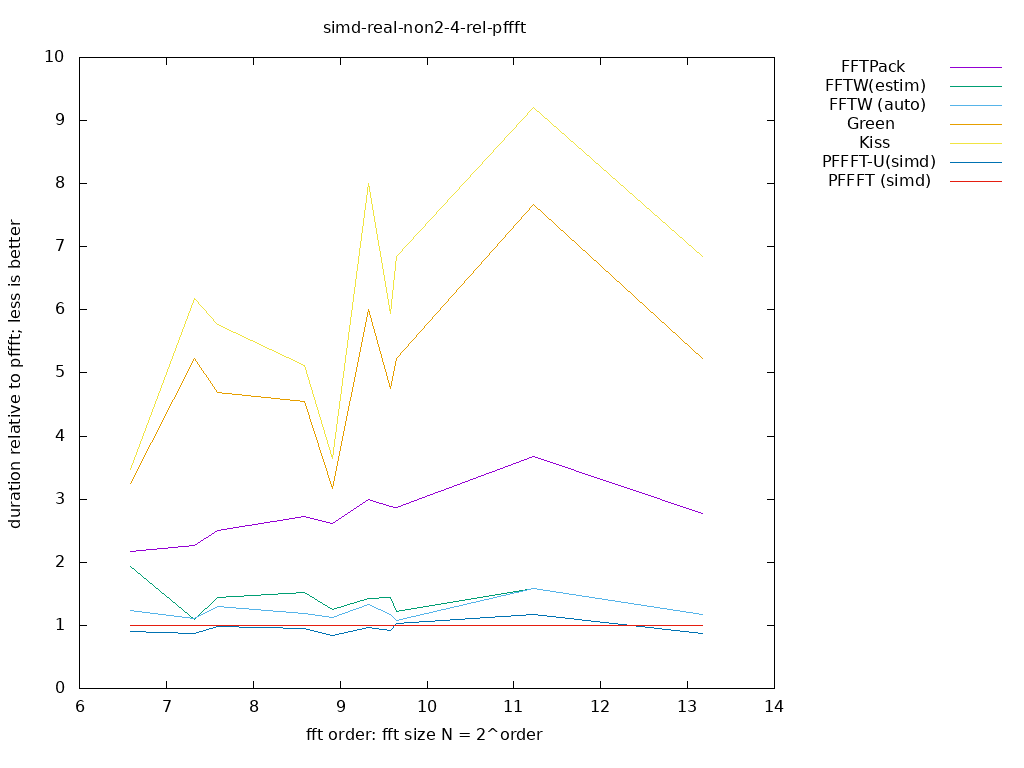 simd-real-non2-4-rel-pffft
10
9
8
7
6
5
4
3
2
1
0
6 7 8 9 10 11 12 13 14
duration relative to pffft; less is better
fft order: fft size N = 2^order
FFTPack
FFTW(estim)
FFTW (auto)
Green
Kiss
PFFFT-U(simd)
PFFFT (simd)